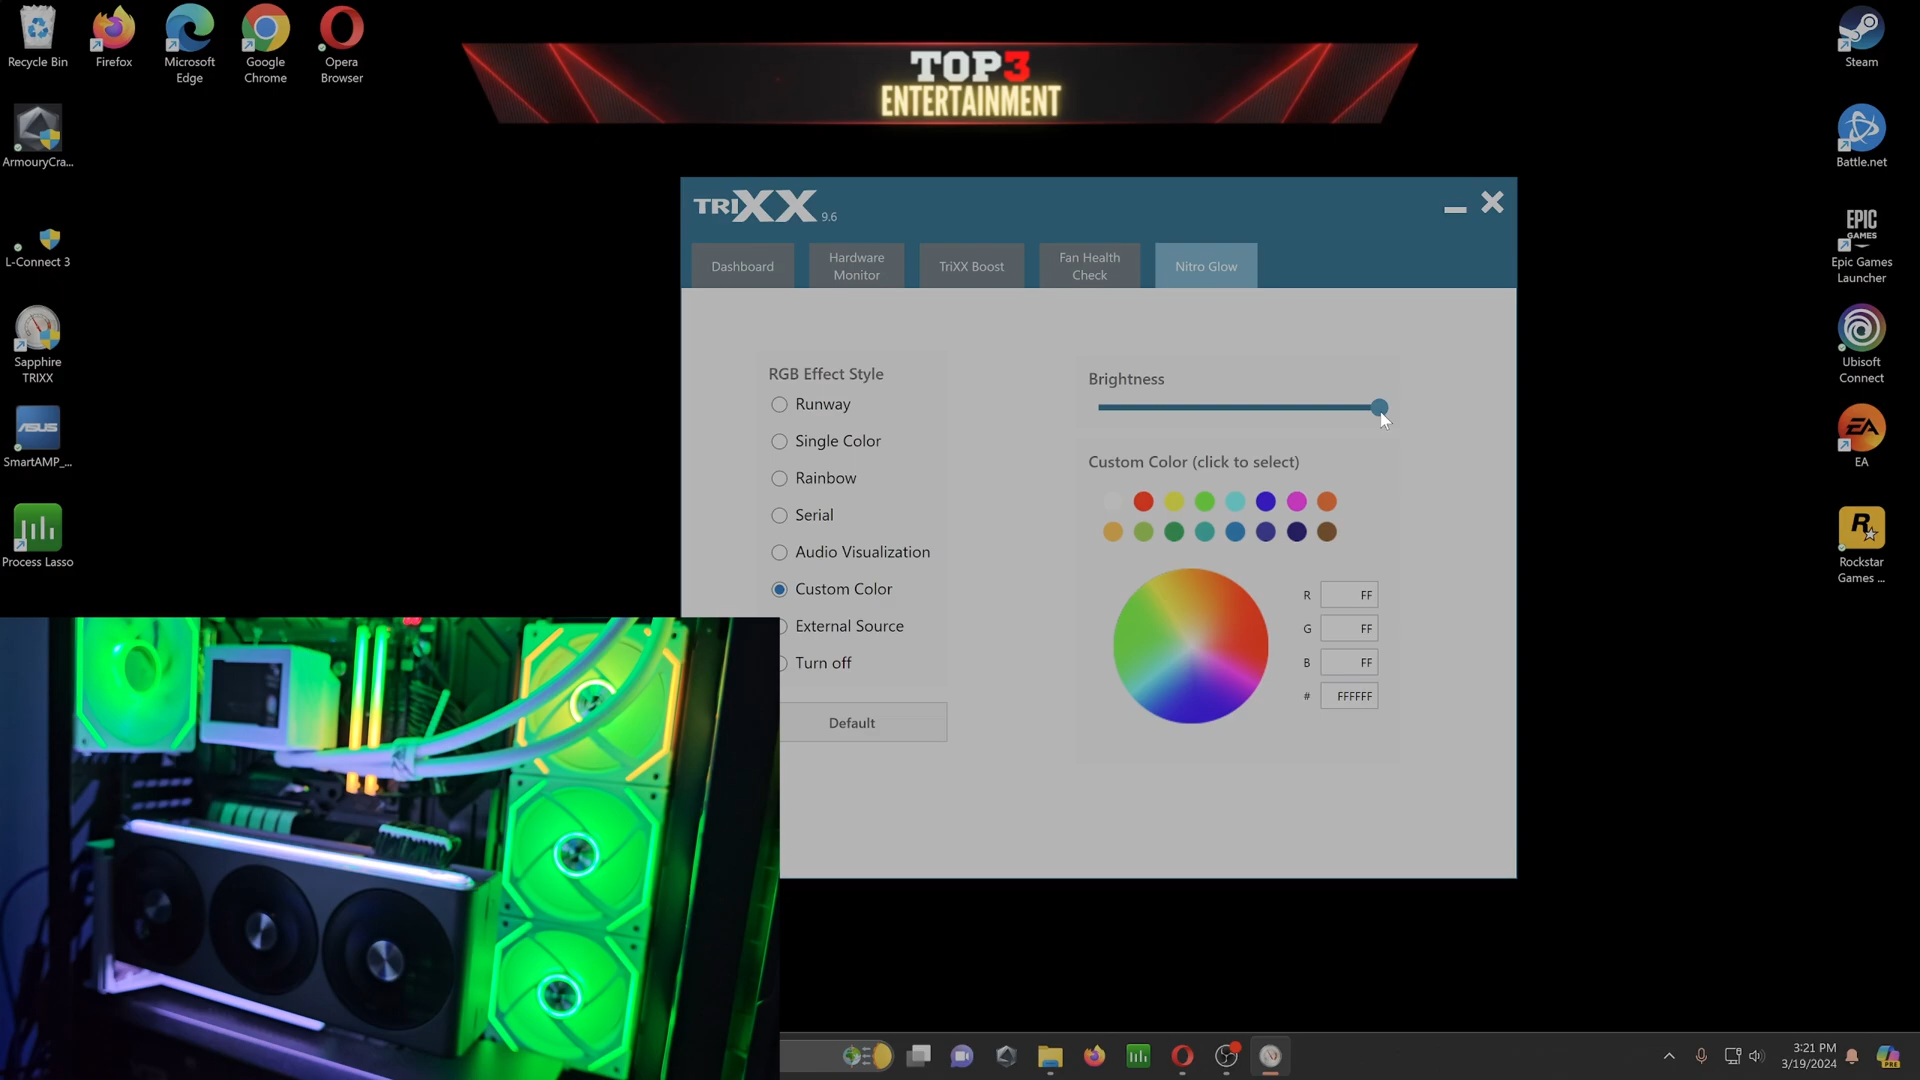 Recycle Bin
Firefox
Microsoft
Edge
Google
Chrome
Opera
Browser
TOP3
ENTERTAINMENT
Steam
ArmouryCra...
Battle.net
TRIXX 9.6
L-Connect 3
EPIC
GAMES
Epic Games
Launcher
Dashboard
Hardware
Monitor
TriXX Boost
Fan Health
Check
Nitro Glow
Sapphire
TRIXX
Ubisoft
Connect
RGB Effect Style
Runway
Single Color
Rainbow
Serial
Audio Visualization
Custom Color
External Source
Turn off
Default
Brightness
Custom Color (click to select)
R FF
G FF
B FF
# FFFFFF
ASUS
SmartAMP_...
EA
EA
Process Lasso
R
Rockstar
Games ...
3:21 PM
3/19/2024
PRE